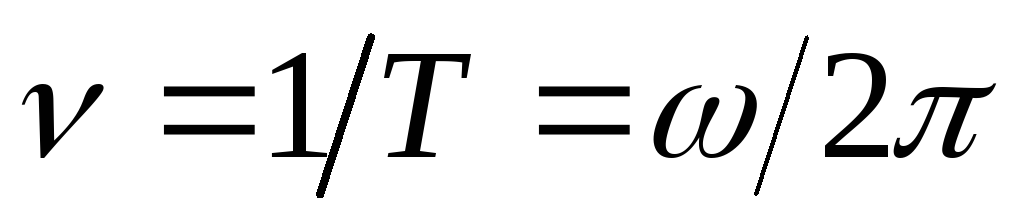 ν = 1/T = ω/2π